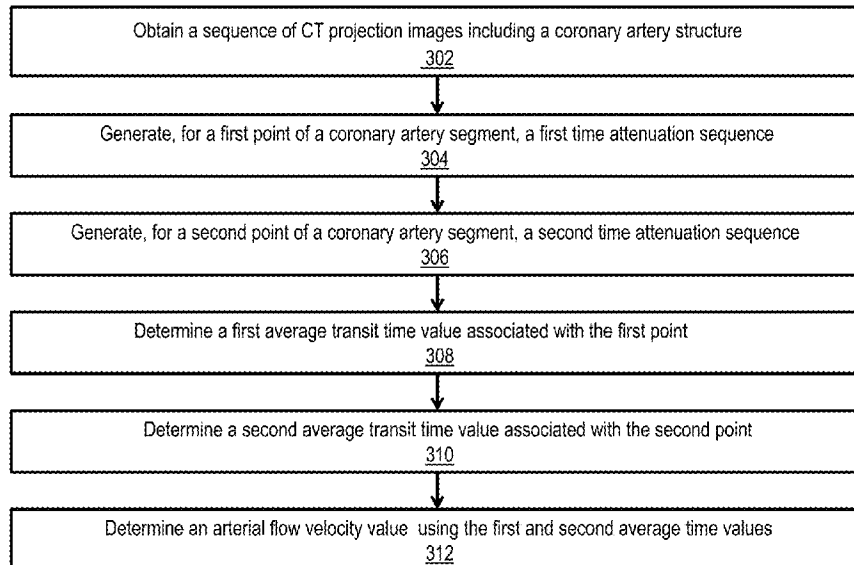 Obtain a sequence of CT projection images including a coronary artery structure
302
Generate, for a first point of a coronary artery segment, a first time attenuation sequence
304
Generate, for a second point of a coronary artery segment, a second time attenuation sequence
306
Determine a first average transit time value associated with the first point
308
Determine a second average transit time value associated with the second point
310
Determine an arterial flow velocity value using the first and second average time values
312